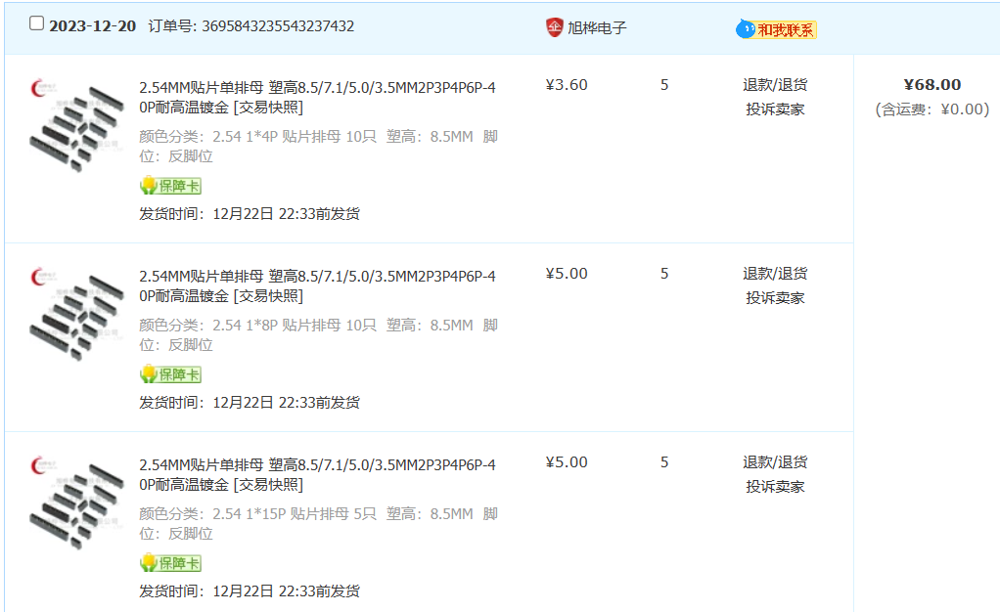 2023-12-20 订单号: 3695843235543237432 旭桦电子 和我联系
2.54MM贴片单排母 塑高8.5/7.1/5.0/3.5MM2P3P4P6P-4
0P耐高温镀金 [交易快照]
颜色分类：2.54 1*4P 贴片排母 10只 塑高：8.5MM 脚
位：反脚位
保障卡
发货时间：12月22日 22:33前发货
¥3.60
5
退款/退货
投诉卖家
¥68.00
(含运费：¥0.00)
2.54MM贴片单排母 塑高8.5/7.1/5.0/3.5MM2P3P4P6P-4
0P耐高温镀金 [交易快照]
颜色分类：2.54 1*8P 贴片排母 10只 塑高：8.5MM 脚
位：反脚位
保障卡
发货时间：12月22日 22:33前发货
¥5.00
5
退款/退货
投诉卖家
2.54MM贴片单排母 塑高8.5/7.1/5.0/3.5MM2P3P4P6P-4
0P耐高温镀金 [交易快照]
颜色分类：2.54 1*15P 贴片排母 5只 塑高：8.5MM 脚
位：反脚位
保障卡
发货时间：12月22日 22:33前发货
¥5.00
5
退款/退货
投诉卖家